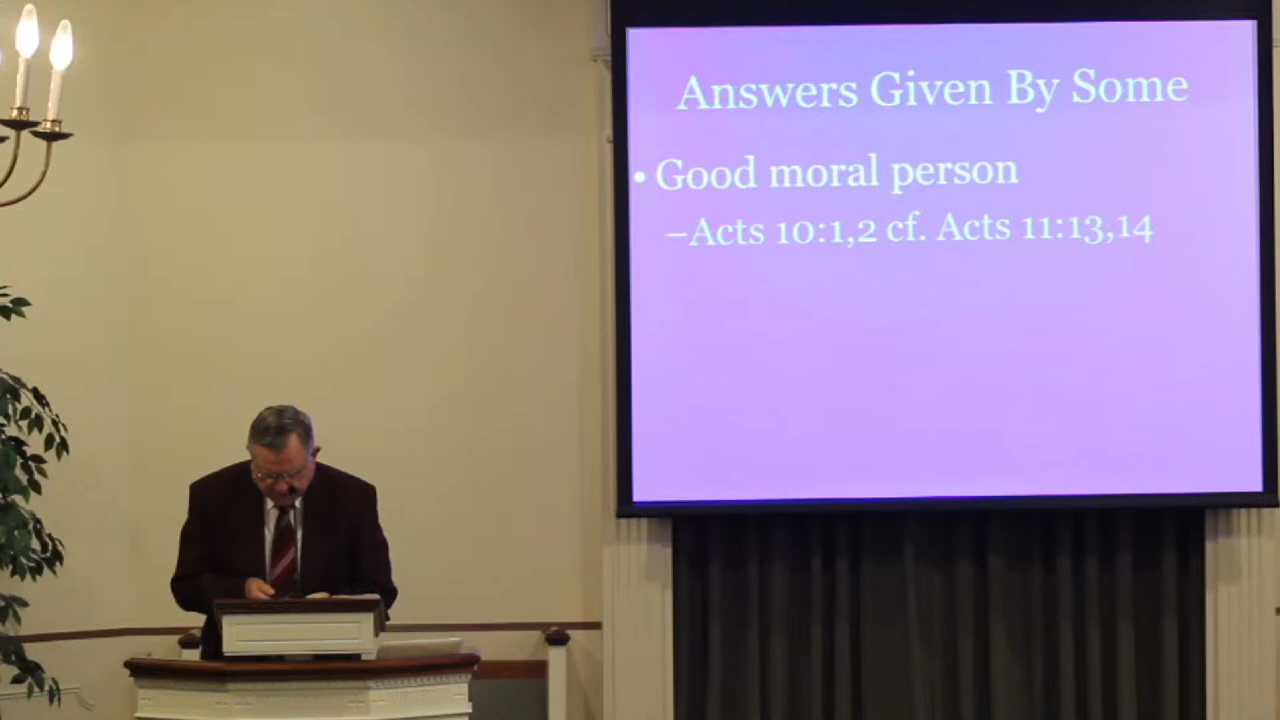 Answers Given By Some
• Good moral person
–Acts 10:1,2 cf. Acts 11:13,14